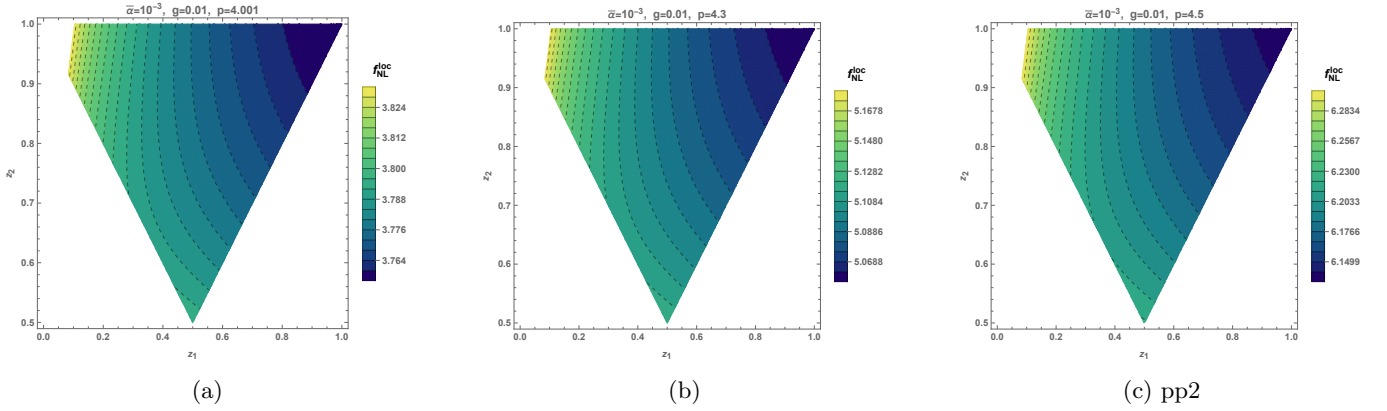 ᾱ=10⁻³, g=0.01, p=4.001
1.0
0.9
0.8
0.7
0.6
0.5
z₂
0.0 0.2 0.4 0.6 0.8 1.0
z₁
f_NL^loc
3.824
3.812
3.800
3.788
3.776
3.764
(a)
ᾱ=10⁻³, g=0.01, p=4.3
1.0
0.9
0.8
0.7
0.6
0.5
z₂
0.0 0.2 0.4 0.6 0.8 1.0
z₁
f_NL^loc
5.1678
5.1480
5.1282
5.1084
5.0886
5.0688
(b)
ᾱ=10⁻³, g=0.01, p=4.5
1.0
0.9
0.8
0.7
0.6
0.5
z₂
0.0 0.2 0.4 0.6 0.8 1.0
z₁
f_NL^loc
6.2834
6.2567
6.2300
6.2033
6.1766
6.1499
(c) pp2